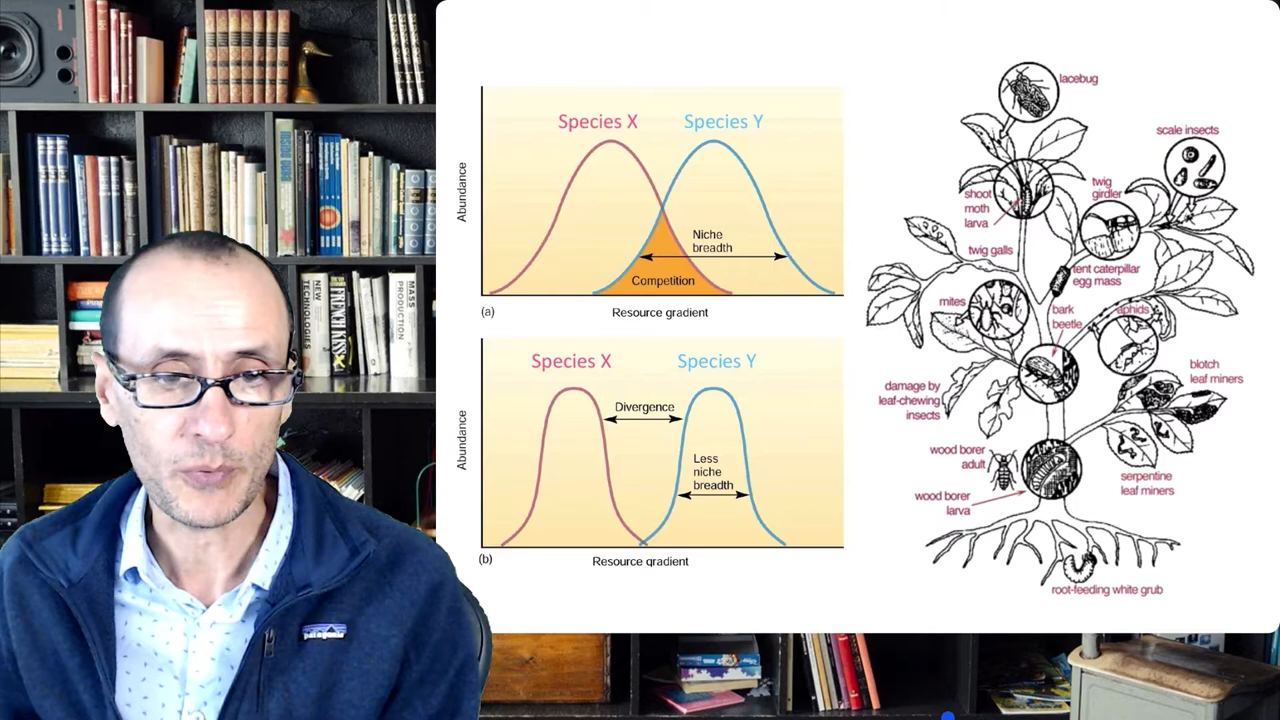 Species X
Species Y
Abundance
Niche
breadth
Competition
(a)
Resource gradient
Species X
Species Y
Abundance
Divergence
Less
niche
breadth
(b)
Resource gradient
lacebug
scale insects
twig
girdler
shoot
moth
larva
twig galls
tent caterpillar
egg mass
mites
bark
beetle
aphids
blotch
leaf miners
damage by
leaf-chewing
insects
wood borer
adult
serpentine
leaf miners
wood borer
larva
root-feeding white grub
NEW
TECHNOLOGIES
FRENCH KISS
MASS
PRODUCTION
patagonia